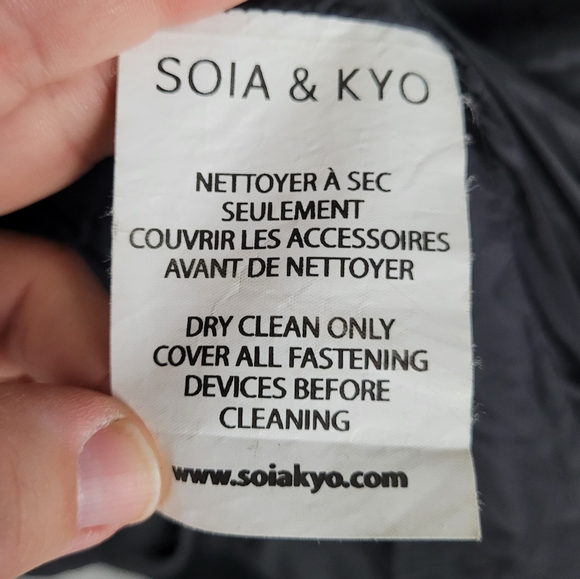 SOIA & KYO
NETTOYER À SEC
SEULEMENT
COUVRIR LES ACCESSOIRES
AVANT DE NETTOYER
DRY CLEAN ONLY
COVER ALL FASTENING
DEVICES BEFORE
CLEANING
www.soiakyo.com